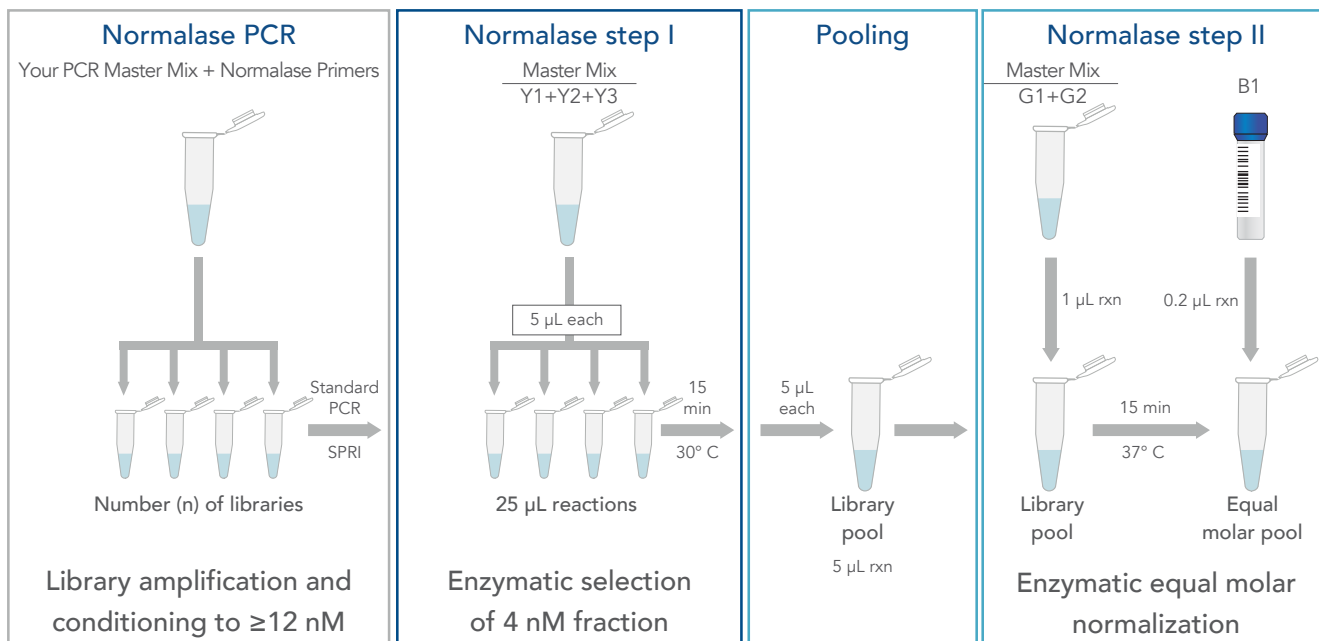 Normalase PCR
Your PCR Master Mix + Normalase Primers
Standard
PCR
SPRI
Number (n) of libraries
Library amplification and
conditioning to ≥12 nM
Normalase step I
Master Mix
Y1+Y2+Y3
5 µL each
15
min
30° C
25 µL reactions
Enzymatic selection
of 4 nM fraction
Pooling
5 µL
each
Library
pool
5 µL rxn
Normalase step II
Master Mix
G1+G2
B1
1 µL rxn
0.2 µL rxn
15 min
37° C
Library
pool
Equal
molar pool
Enzymatic equal molar
normalization